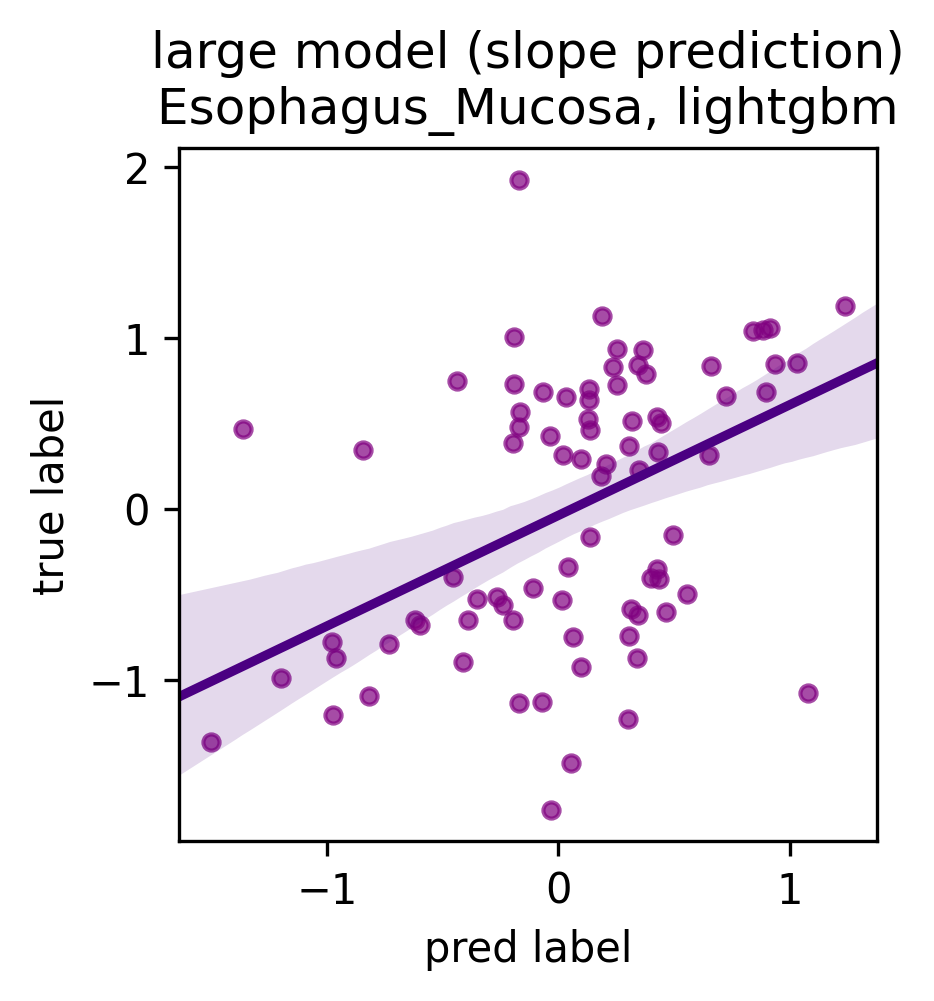 large model (slope prediction)
Esophagus_Mucosa, lightgbm
2
1
0
−1
true label
−1
0
1
pred label